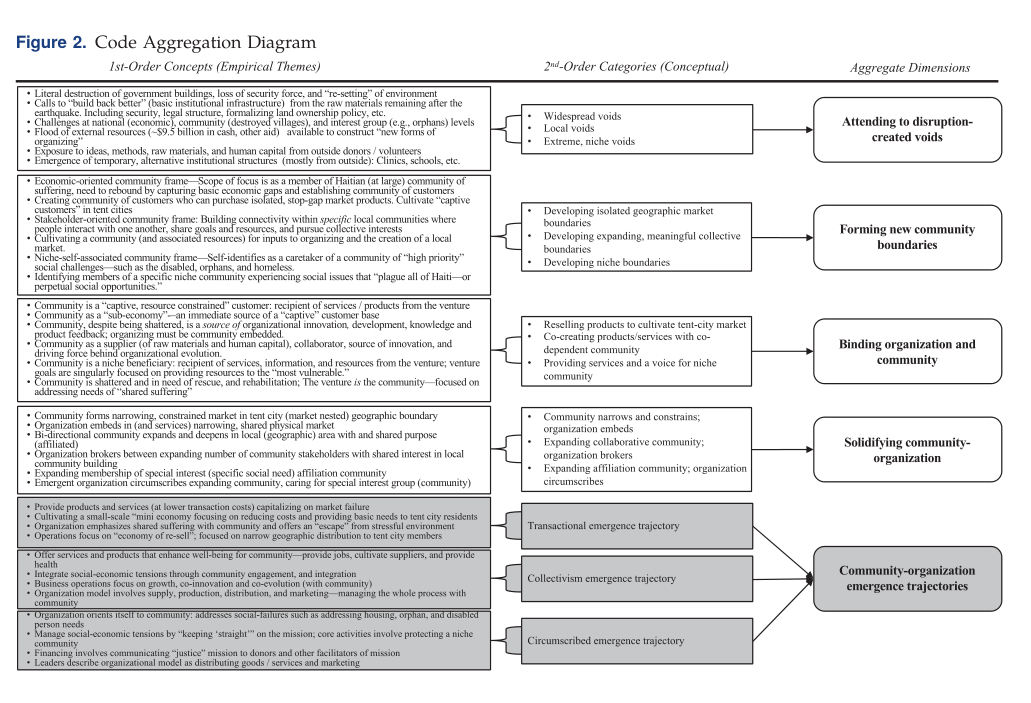 Figure 2. Code Aggregation Diagram
1st-Order Concepts (Empirical Themes)
2nd-Order Categories (Conceptual)
Aggregate Dimensions
• Literal destruction of government buildings, loss of security force, and “re-setting” of environment
• Calls to “build back better” (basic institutional infrastructure) from the raw materials remaining after the
earthquake. Including security, legal structure, formalizing land ownership policy, etc.
• Challenges at national (economic), community (destroyed villages), and interest group (e.g., orphans) levels
• Flood of external resources (~$9.5 billion in cash, other aid) available to construct “new forms of
organizing”
• Exposure to ideas, methods, raw materials, and human capital from outside donors / volunteers
• Emergence of temporary, alternative institutional structures (mostly from outside): Clinics, schools, etc.
• Widespread voids
• Local voids
• Extreme, niche voids
Attending to disruption-
created voids
• Economic-oriented community frame—Scope of focus is as a member of Haitian (at large) community of
suffering, need to rebound by capturing basic economic gaps and establishing community of customers
• Creating community of customers who can purchase isolated, stop-gap market products. Cultivate “captive
customers” in tent cities
• Stakeholder-oriented community frame: Building connectivity within specific local communities where
people interact with one another, share goals and resources, and pursue collective interests
• Cultivating a community (and associated resources) for inputs to organizing and the creation of a local
market.
• Niche-self-associated community frame—Self-identifies as a caretaker of a community of “high priority”
social challenges—such as the disabled, orphans, and homeless.
• Identifying members of a specific niche community experiencing social issues that “plague all of Haiti—or
perpetual social opportunities.”
• Developing isolated geographic market
boundaries
• Developing expanding, meaningful collective
boundaries
• Developing niche boundaries
Forming new community
boundaries
• Community is a “captive, resource constrained” customer: recipient of services / products from the venture
• Community as a “sub-economy”-–an immediate source of a “captive” customer base
• Community, despite being shattered, is a source of organizational innovation, development, knowledge and
product feedback; organizing must be community embedded.
• Community as a supplier (of raw materials and human capital), collaborator, source of innovation, and
driving force behind organizational evolution.
• Community is a niche beneficiary: recipient of services, information, and resources from the venture; venture
goals are singularly focused on providing resources to the “most vulnerable.”
• Community is shattered and in need of rescue, and rehabilitation; The venture is the community—focused on
addressing needs of “shared suffering”
• Reselling products to cultivate tent-city market
• Co-creating products/services with co-
dependent community
• Providing services and a voice for niche
community
Binding organization and
community
• Community forms narrowing, constrained market in tent city (market nested) geographic boundary
• Organization embeds in (and services) narrowing, shared physical market
• Bi-directional community expands and deepens in local (geographic) area with and shared purpose
(affiliated)
• Organization brokers between expanding number of community stakeholders with shared interest in local
community building
• Expanding membership of special interest (specific social need) affiliation community
• Emergent organization circumscribes expanding community, caring for special interest group (community)
• Community narrows and constrains;
organization embeds
• Expanding collaborative community;
organization brokers
• Expanding affiliation community; organization
circumscribes
Solidifying community-
organization
• Provide products and services (at lower transaction costs) capitalizing on market failure
• Cultivating a small-scale “mini economy focusing on reducing costs and providing basic needs to tent city residents
• Organization emphasizes shared suffering with community and offers an “escape” from stressful environment
• Operations focus on “economy of re-sell”; focused on narrow geographic distribution to tent city members
Transactional emergence trajectory
• Offer services and products that enhance well-being for community—provide jobs, cultivate suppliers, and provide
health
• Integrate social-economic tensions through community engagement, and integration
• Business operations focus on growth, co-innovation and co-evolution (with community)
• Organization model involves supply, production, distribution, and marketing—managing the whole process with
community
Collectivism emergence trajectory
Community-organization
emergence trajectories
• Organization orients itself to community: addresses social-failures such as addressing housing, orphan, and disabled
person needs
• Manage social-economic tensions by “keeping ‘straight’” on the mission; core activities involve protecting a niche
community
• Financing involves communicating “justice” mission to donors and other facilitators of mission
• Leaders describe organizational model as distributing goods / services and marketing
Circumscribed emergence trajectory